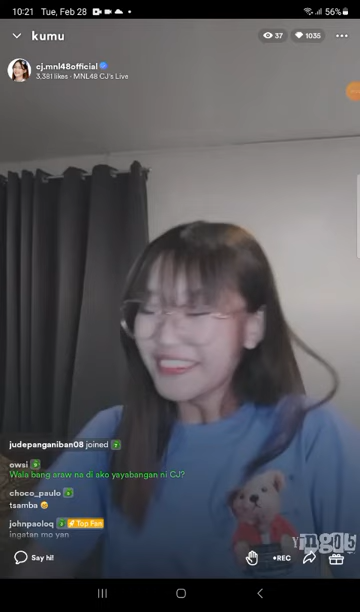 10:21 Tue, Feb 28
56%
kumu
37
1035
cj.mnl48official
3,381 likes · MNL48 CJ's Live
judepanganiban08 joined
owsi
Wala bang araw na di ako yayabangan ni CJ?
choco_paulo
tsamba
johnpaoloq Top Fan
ingatan mo yan
Say hi!
•REC